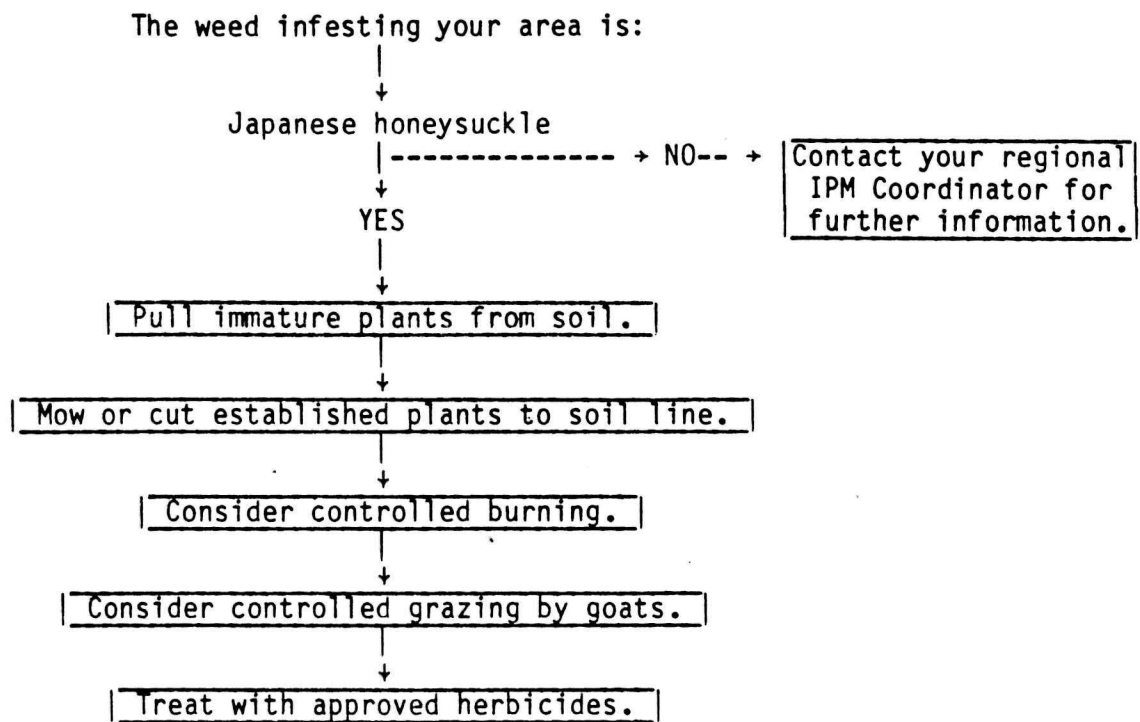 The weed infesting your area is:
Japanese honeysuckle
NO
Contact your regional
IPM Coordinator for
further information.
YES
Pull immature plants from soil.
Mow or cut established plants to soil line.
Consider controlled burning.
Consider controlled grazing by goats.
Treat with approved herbicides.